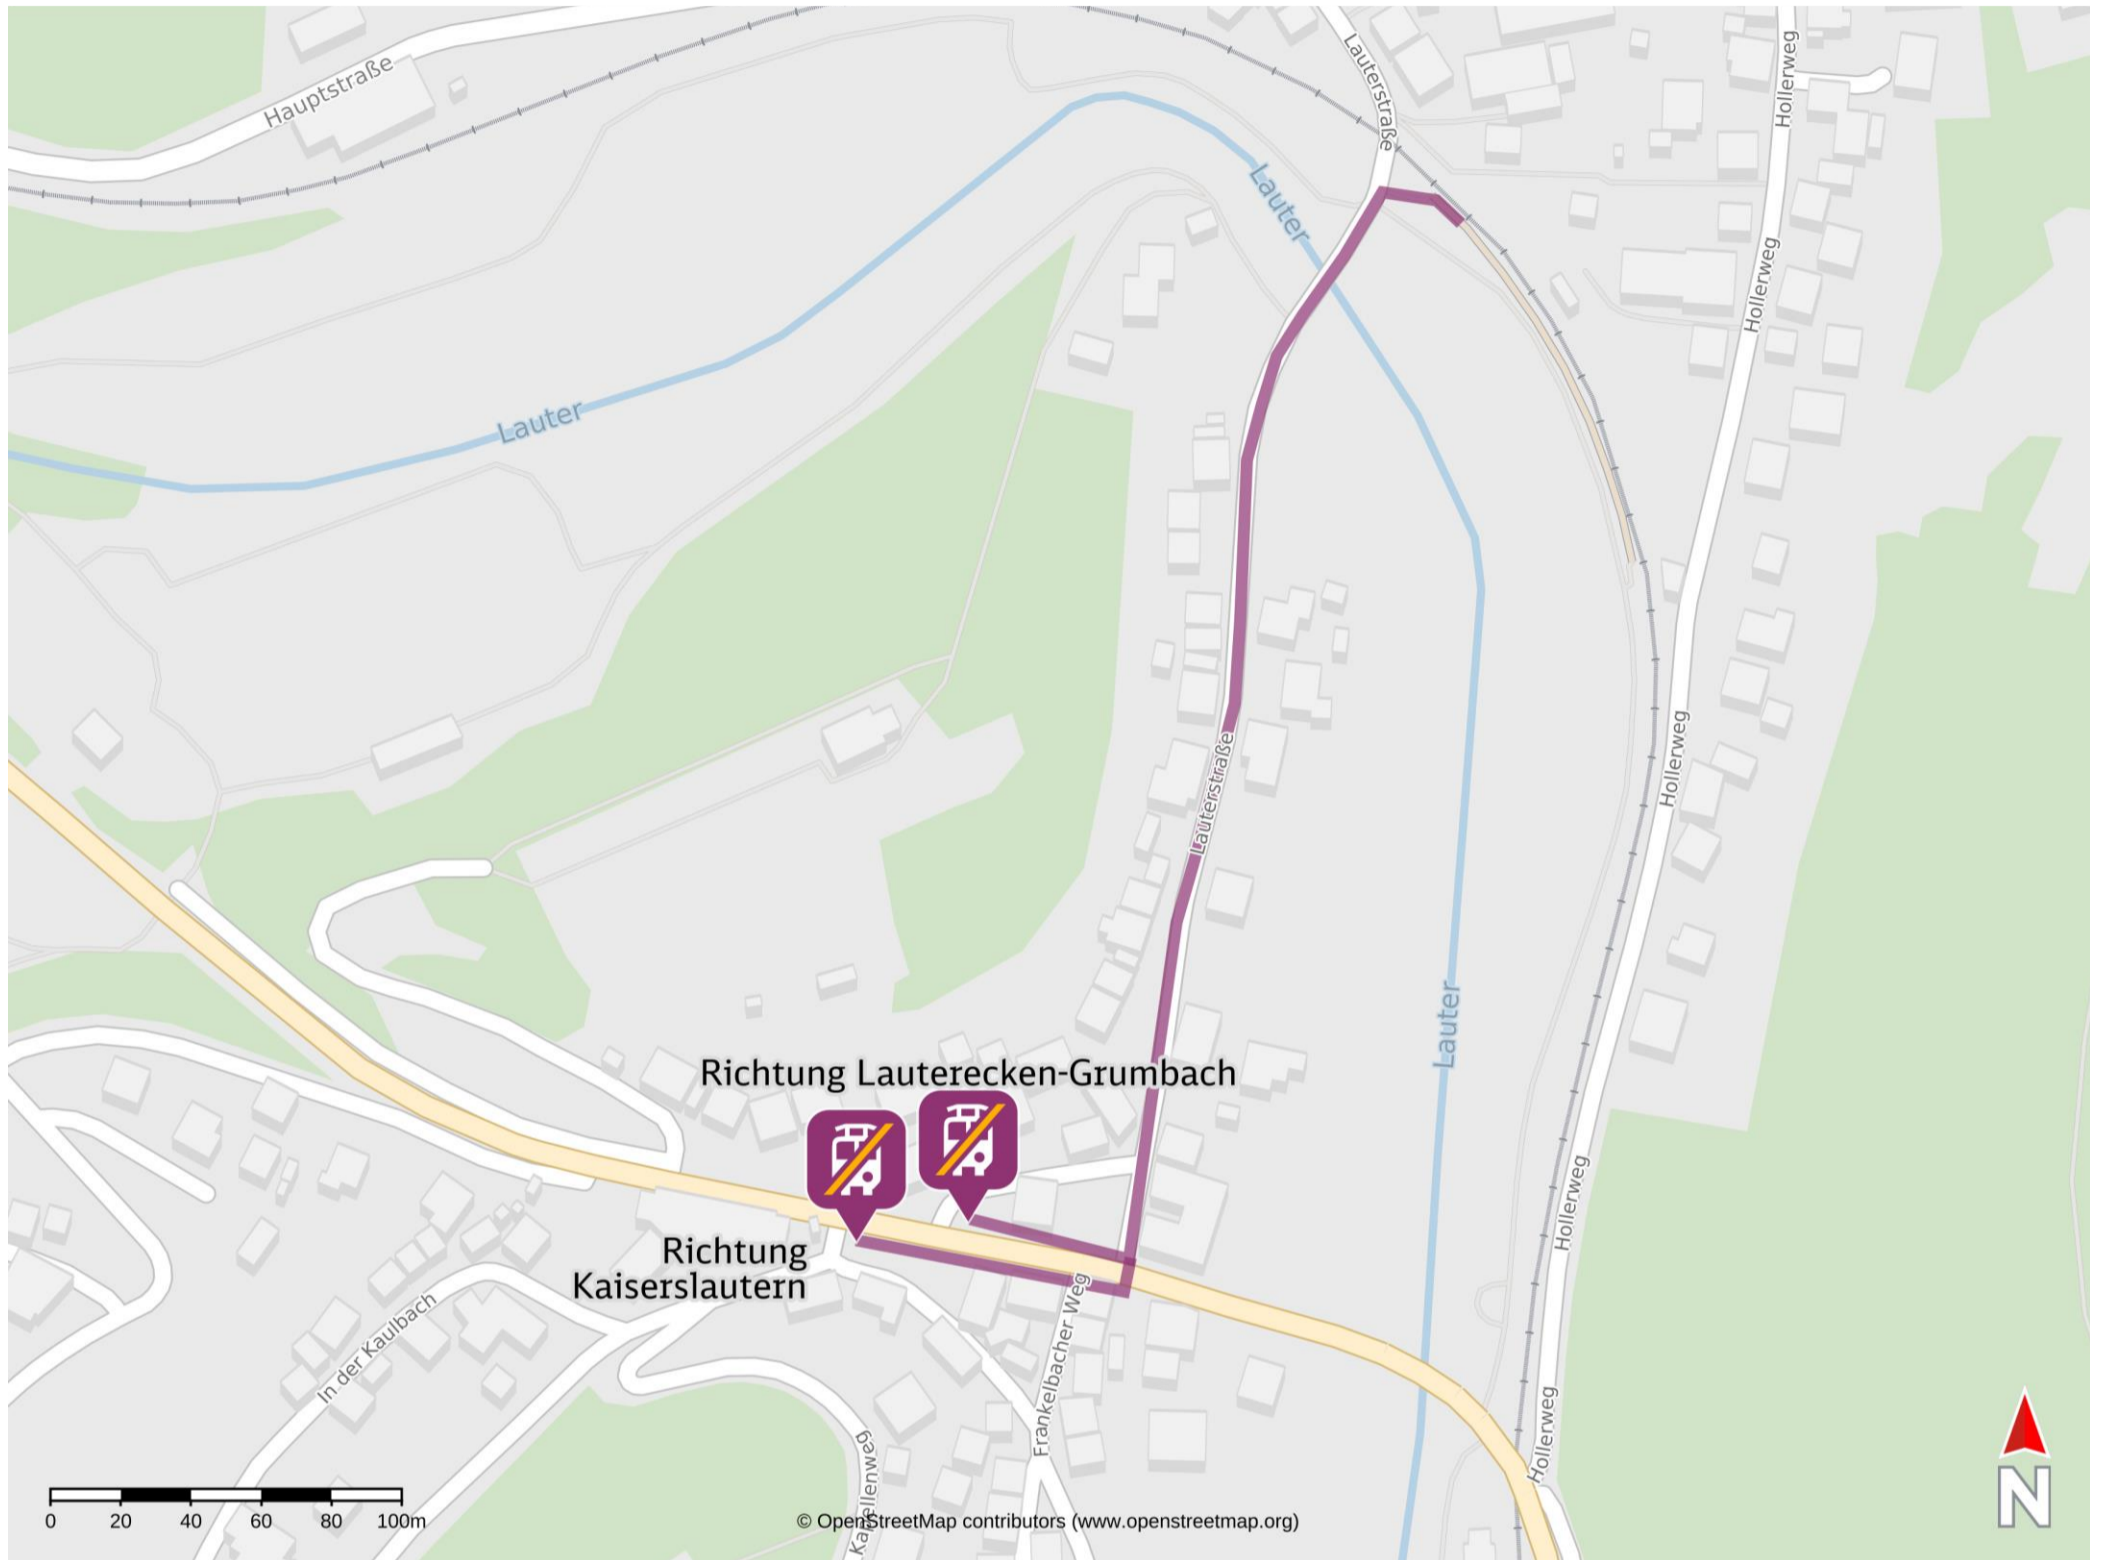 Hauptstraße
Lauterstraße
Hollerweg
Lauter
Hollerweg
Lauter
Lauterstraße
Hollerweg
Lauter
Richtung Lauterecken-Grumbach
Richtung
Kaiserslautern
Hollerweg
In der Kaulbach
Frankelbacher Weg
Hollerweg
Kapellenweg
N
0 20 40 60 80 100m
© OpenStreetMap contributors (www.openstreetmap.org)